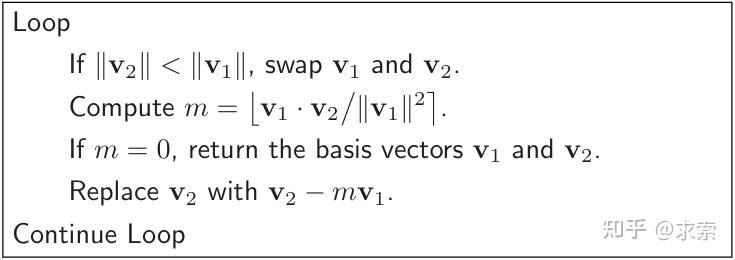 Loop
If ‖v₂‖ < ‖v₁‖, swap v₁ and v₂.
Compute m = ⌊v₁ · v₂/‖v₁‖²⌉.
If m = 0, return the basis vectors v₁ and v₂.
Replace v₂ with v₂ − mv₁.
Continue Loop
知乎 @求索